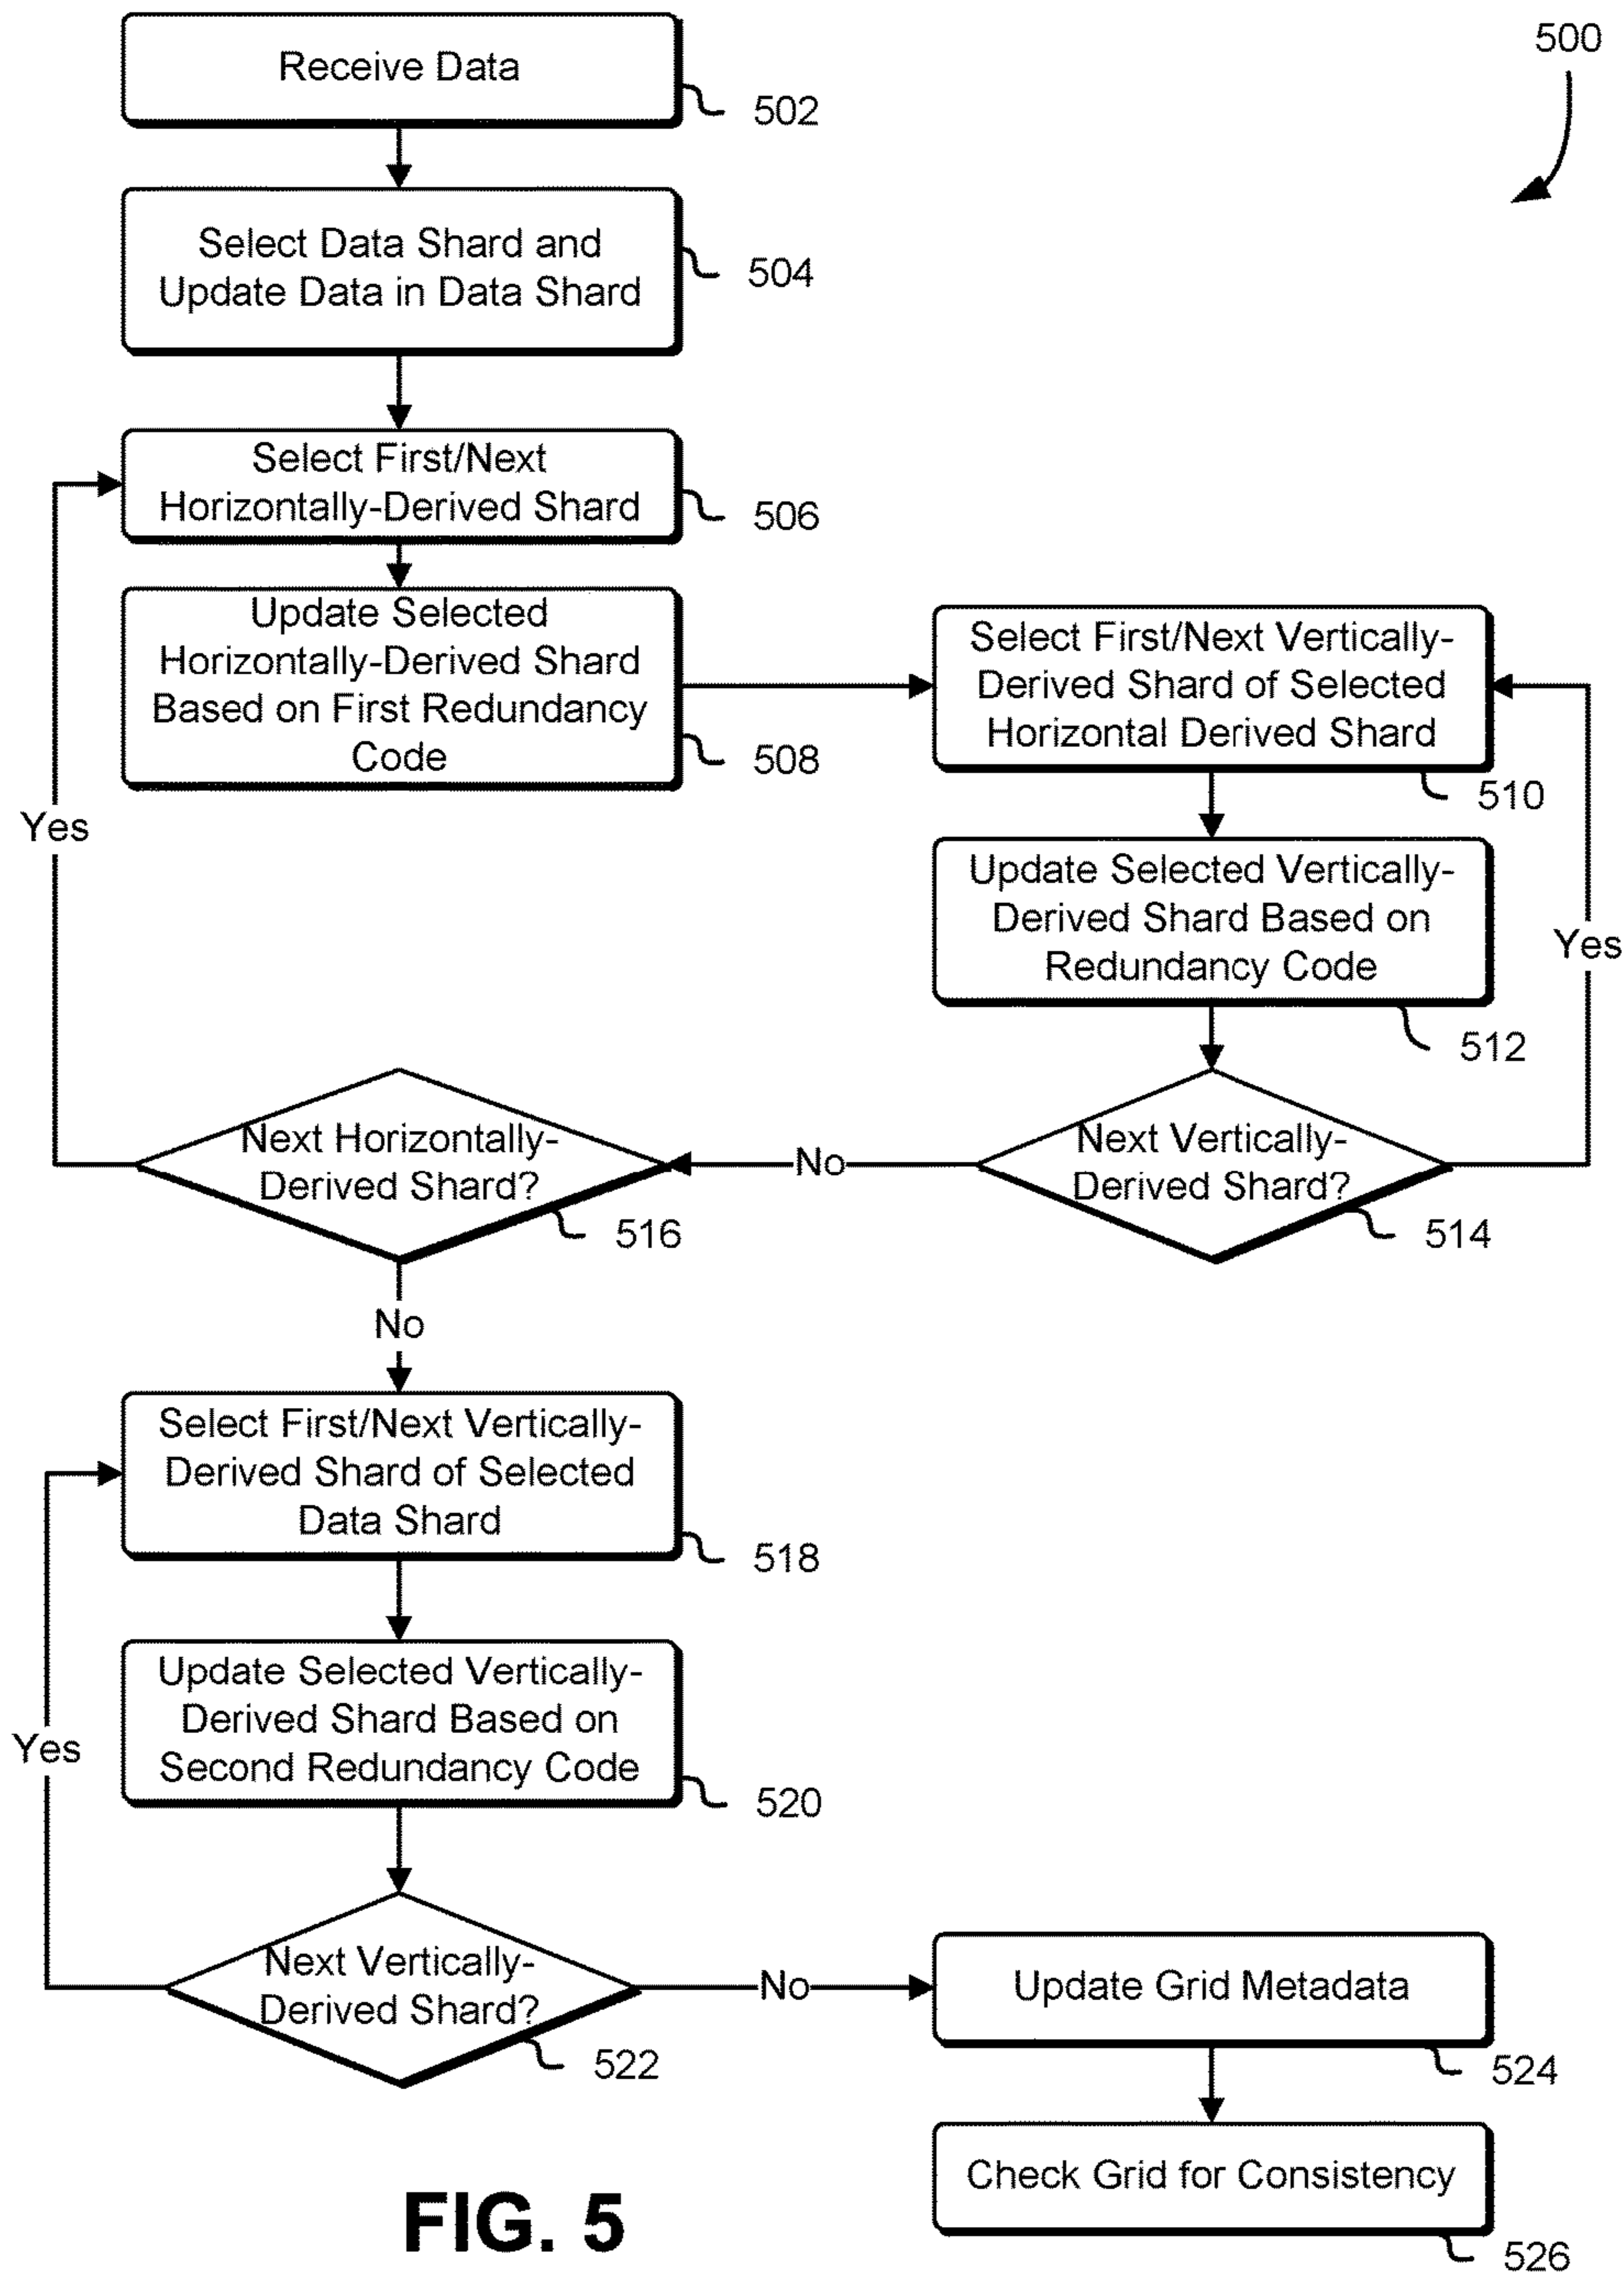 500
Receive Data
502
Select Data Shard and
Update Data in Data Shard
504
Select First/Next
Horizontally-Derived Shard
506
Update Selected
Horizontally-Derived Shard
Based on First Redundancy
Code
508
Select First/Next Vertically-
Derived Shard of Selected
Horizontal Derived Shard
510
Yes
Update Selected Vertically-
Derived Shard Based on
Redundancy Code
512
Yes
Next Vertically-
Derived Shard?
514
No
Next Horizontally-
Derived Shard?
516
No
Select First/Next Vertically-
Derived Shard of Selected
Data Shard
518
Update Selected Vertically-
Derived Shard Based on
Second Redundancy Code
520
Yes
Next Vertically-
Derived Shard?
522
No
Update Grid Metadata
524
Check Grid for Consistency
526
FIG. 5